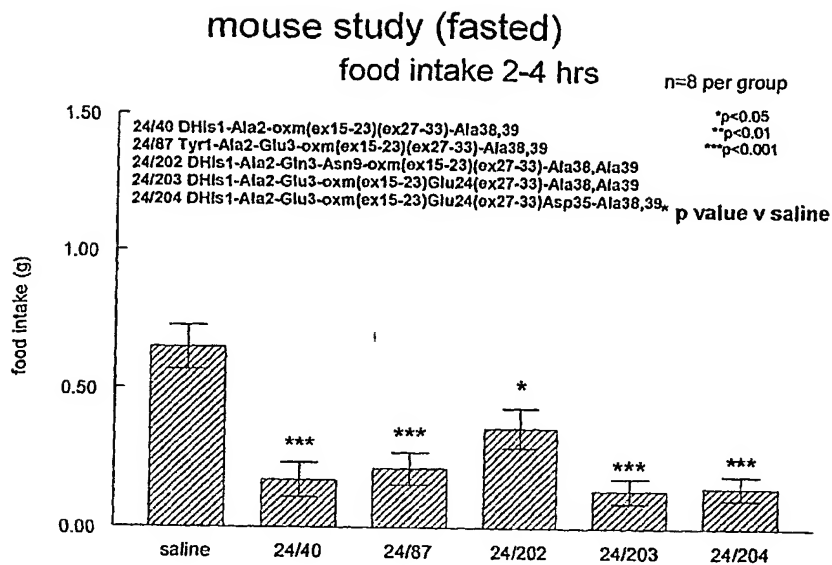 mouse study (fasted)
food intake 2-4 hrs
n=8 per group
*p<0.05
**p<0.01
***p<0.001
24/40 DHis1-Ala2-oxm(ex15-23)(ex27-33)-Ala38,39
24/87 Tyr1-Ala2-Glu3-oxm(ex15-23)(ex27-33)-Ala38,39
24/202 DHis1-Ala2-Gln3-Asn9-oxm(ex15-23)(ex27-33)-Ala38,Ala39
24/203 DHis1-Ala2-Glu3-oxm(ex15-23)Glu24(ex27-33)-Ala38,Ala39
24/204 DHis1-Ala2-Glu3-oxm(ex15-23)Glu24(ex27-33)Asp35-Ala38,39
* p value v saline
food intake (g)
1.50
1.00
0.50
0.00
***
***
*
***
***
saline 24/40 24/87 24/202 24/203 24/204